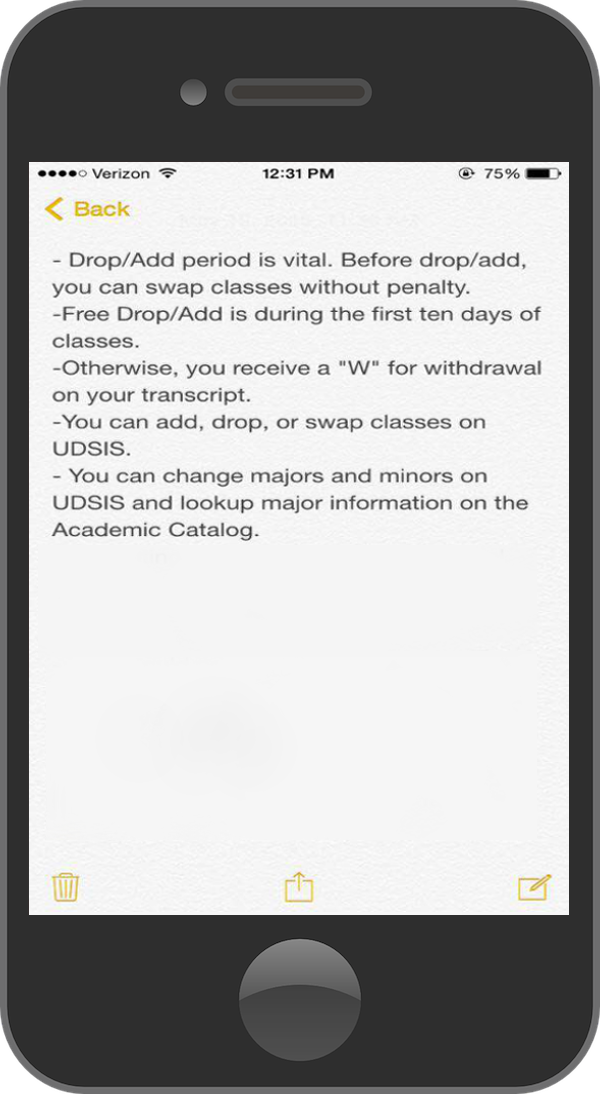 Verizon 12:31 PM 75%
Back
- Drop/Add period is vital. Before drop/add,
you can swap classes without penalty.
-Free Drop/Add is during the first ten days of
classes.
-Otherwise, you receive a "W" for withdrawal
on your transcript.
-You can add, drop, or swap classes on
UDSIS.
- You can change majors and minors on
UDSIS and lookup major information on the
Academic Catalog.